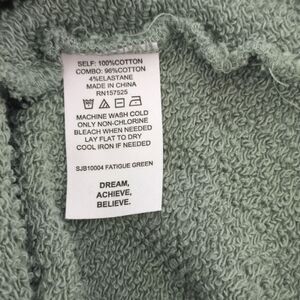 SELF: 100%COTTON
COMBO: 96%COTTON
4%ELASTANE
MADE IN CHINA
RN157525
MACHINE WASH COLD
ONLY NON-CHLORINE
BLEACH WHEN NEEDED
LAY FLAT TO DRY
COOL IRON IF NEEDED
SJB10004 FATIGUE GREEN
DREAM,
ACHIEVE,
BELIEVE.